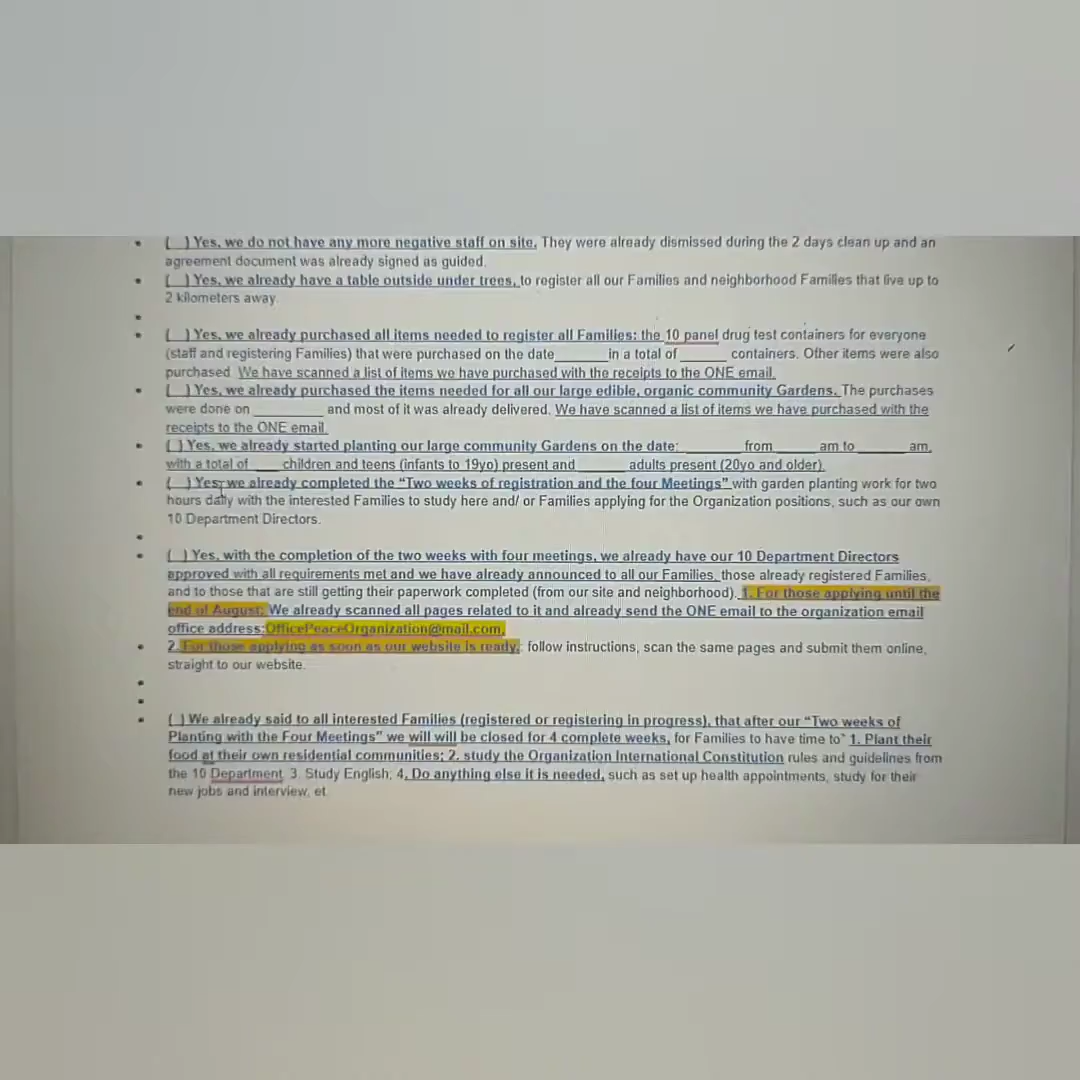 ( ) Yes, we do not have any more negative staff on site. They were already dismissed during the 2 days clean up and an
agreement document was already signed as guided.
( ) Yes, we already have a table outside under trees, to register all our Families and neighborhood Families that live up to
2 kilometers away.
( ) Yes, we already purchased all items needed to register all Families: the 10 panel drug test containers for everyone
(staff and registering Families) that were purchased on the date______in a total of _____ containers. Other items were also
purchased. We have scanned a list of items we have purchased with the receipts to the ONE email.
( ) Yes, we already purchased the items needed for all our large edible, organic community Gardens. The purchases
were done on ________ and most of it was already delivered. We have scanned a list of items we have purchased with the
receipts to the ONE email.
( ) Yes, we already started planting our large community Gardens on the date: ______ from _____ am to _____ am,
with a total of ___ children and teens (infants to 19yo) present and _____ adults present (20yo and older).
( ) Yes, we already completed the "Two weeks of registration and the four Meetings" with garden planting work for two
hours daily with the interested Families to study here and/ or Families applying for the Organization positions, such as our own
10 Department Directors.
( ) Yes, with the completion of the two weeks with four meetings, we already have our 10 Department Directors
approved with all requirements met and we have already announced to all our Families, those already registered Families,
and to those that are still getting their paperwork completed (from our site and neighborhood). 1. For those applying until the
end of August: We already scanned all pages related to it and already send the ONE email to the organization email
office address:OfficePeaceOrganization@mail.com.
2. For those applying as soon as our website is ready: follow instructions, scan the same pages and submit them online,
straight to our website.
( ) We already said to all interested Families (registered or registering in progress), that after our "Two weeks of
Planting with the Four Meetings" we will will be closed for 4 complete weeks, for Families to have time to" 1. Plant their
food at their own residential communities; 2. study the Organization International Constitution rules and guidelines from
the 10 Department 3. Study English; 4, Do anything else it is needed, such as set up health appointments, study for their
new jobs and interview, et